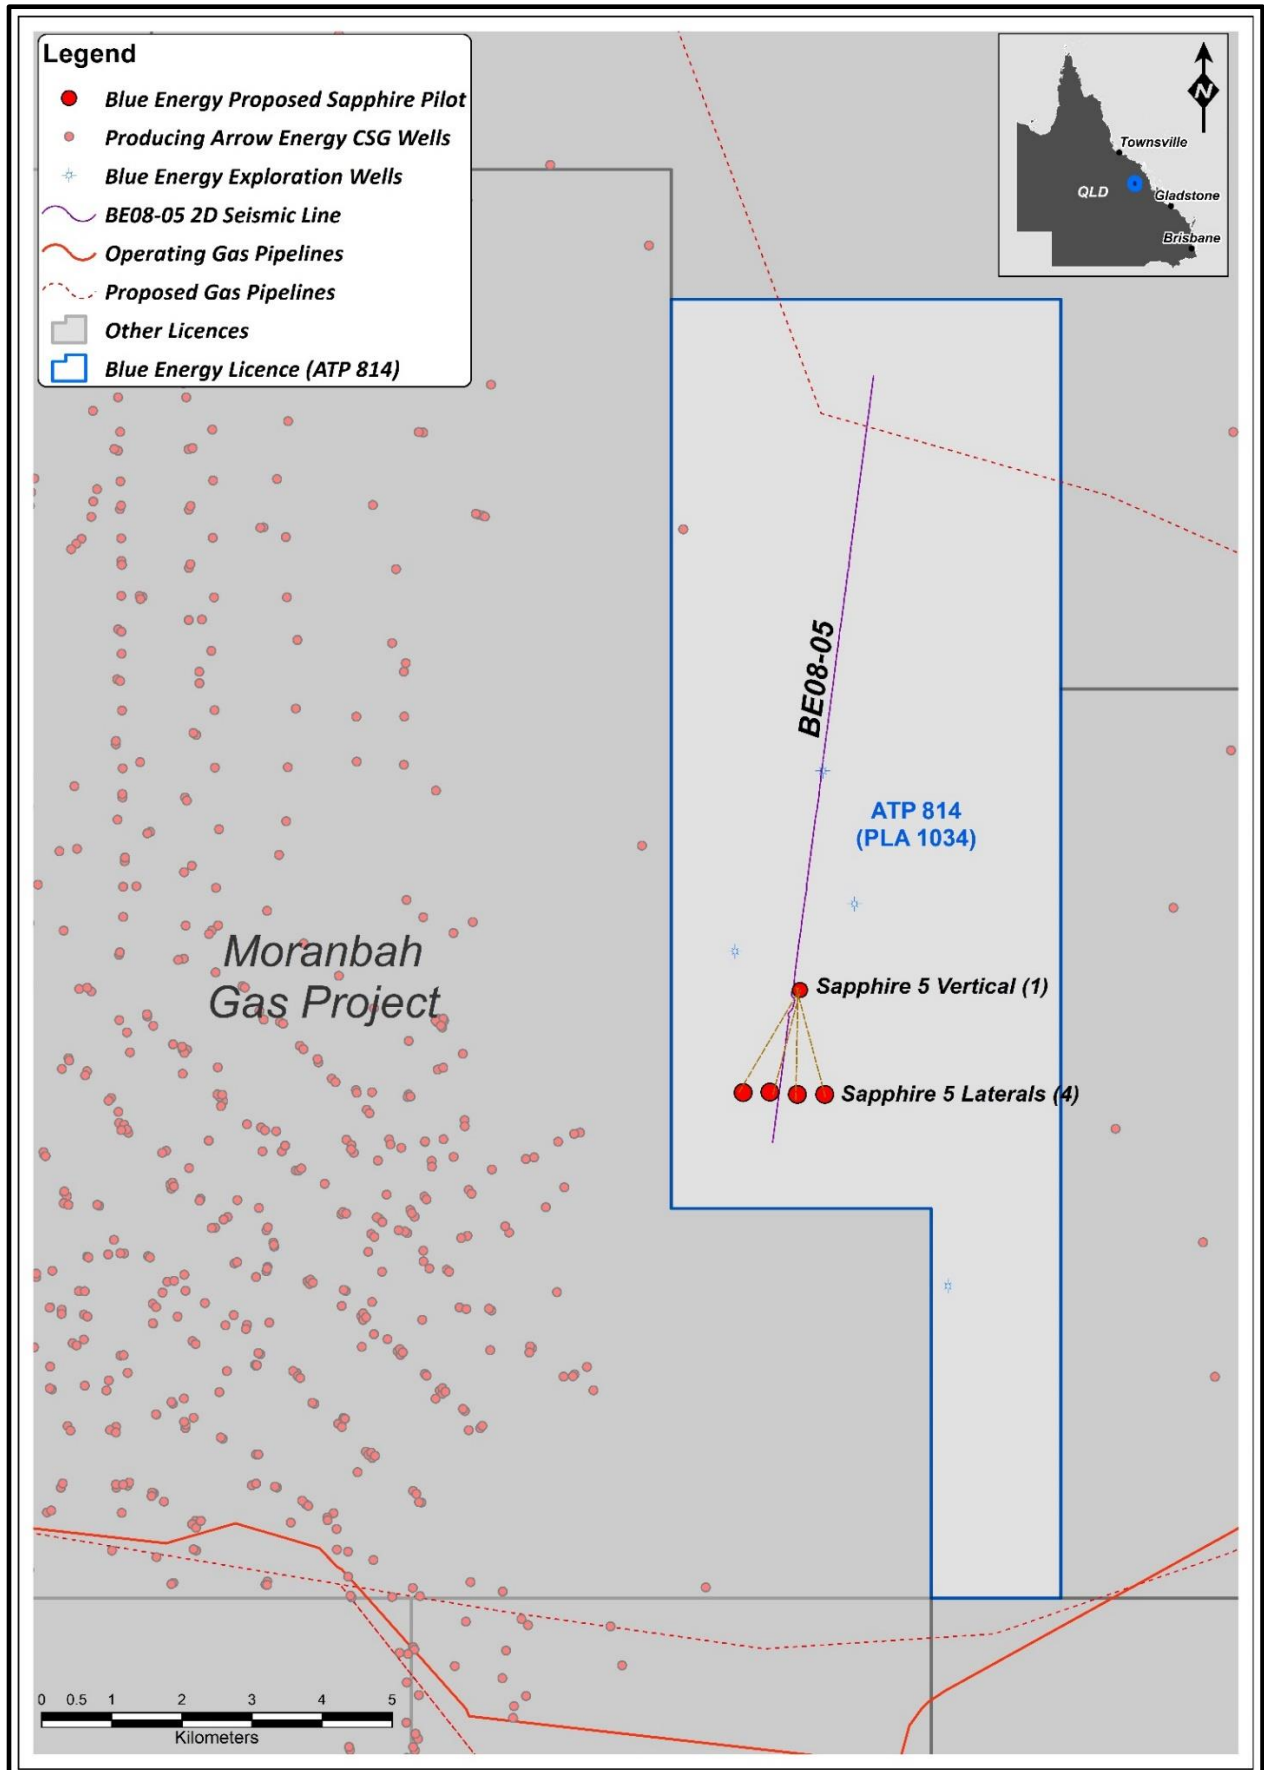 Legend
Blue Energy Proposed Sapphire Pilot
Producing Arrow Energy CSG Wells
Blue Energy Exploration Wells
BE08-05 2D Seismic Line
Operating Gas Pipelines
Proposed Gas Pipelines
Other Licences
Blue Energy Licence (ATP 814)
N
Townsville
QLD
Gladstone
Brisbane
BE08-05
ATP 814
(PLA 1034)
Moranbah
Gas Project
Sapphire 5 Vertical (1)
Sapphire 5 Laterals (4)
0 0.5 1 2 3 4 5
Kilometers